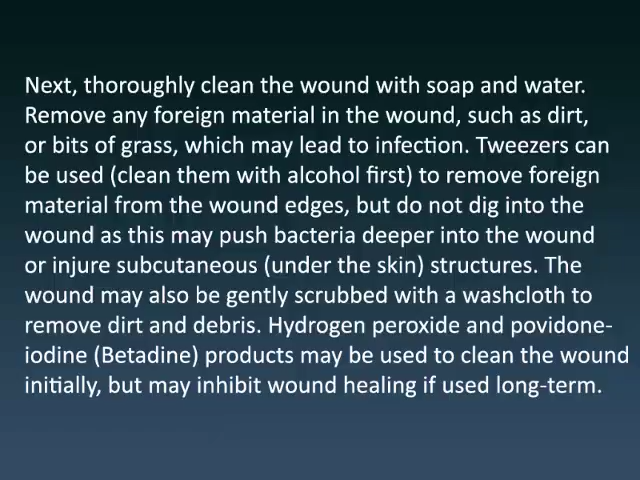 Next, thoroughly clean the wound with soap and water.
Remove any foreign material in the wound, such as dirt,
or bits of grass, which may lead to infection. Tweezers can
be used (clean them with alcohol first) to remove foreign
material from the wound edges, but do not dig into the
wound as this may push bacteria deeper into the wound
or injure subcutaneous (under the skin) structures. The
wound may also be gently scrubbed with a washcloth to
remove dirt and debris. Hydrogen peroxide and povidone-
iodine (Betadine) products may be used to clean the wound
initially, but may inhibit wound healing if used long-term.